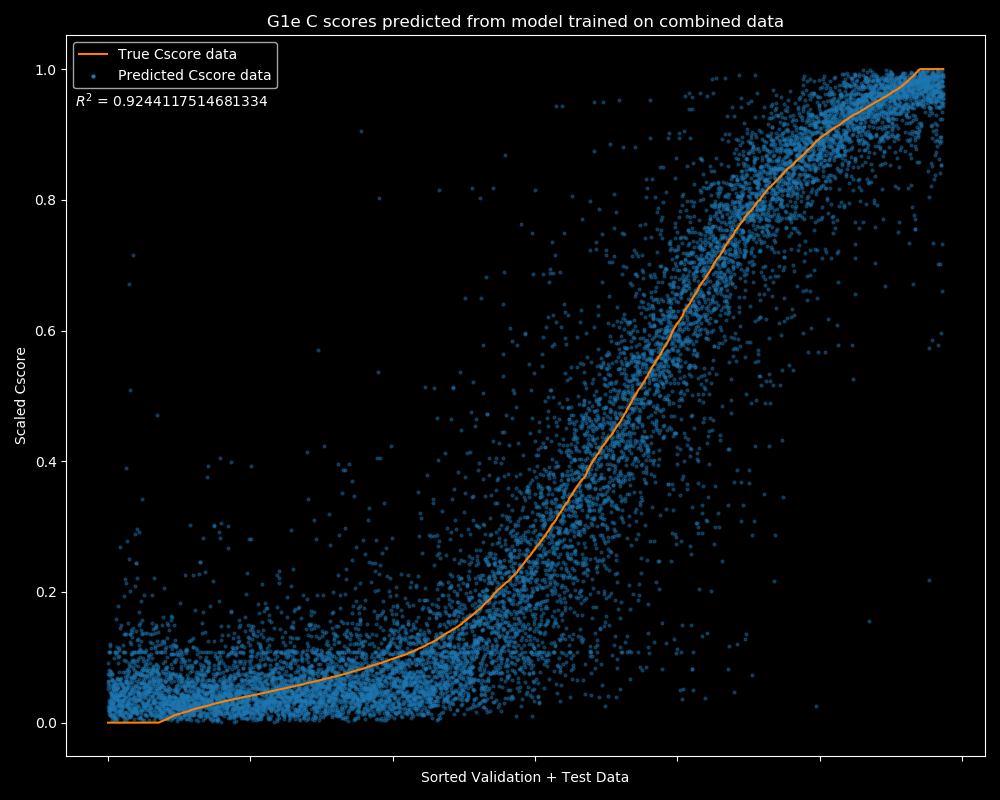 G1e C scores predicted from model trained on combined data
True Cscore data
Predicted Cscore data
R² = 0.9244117514681334
1.0
0.8
0.6
0.4
0.2
0.0
Scaled Cscore
Sorted Validation + Test Data